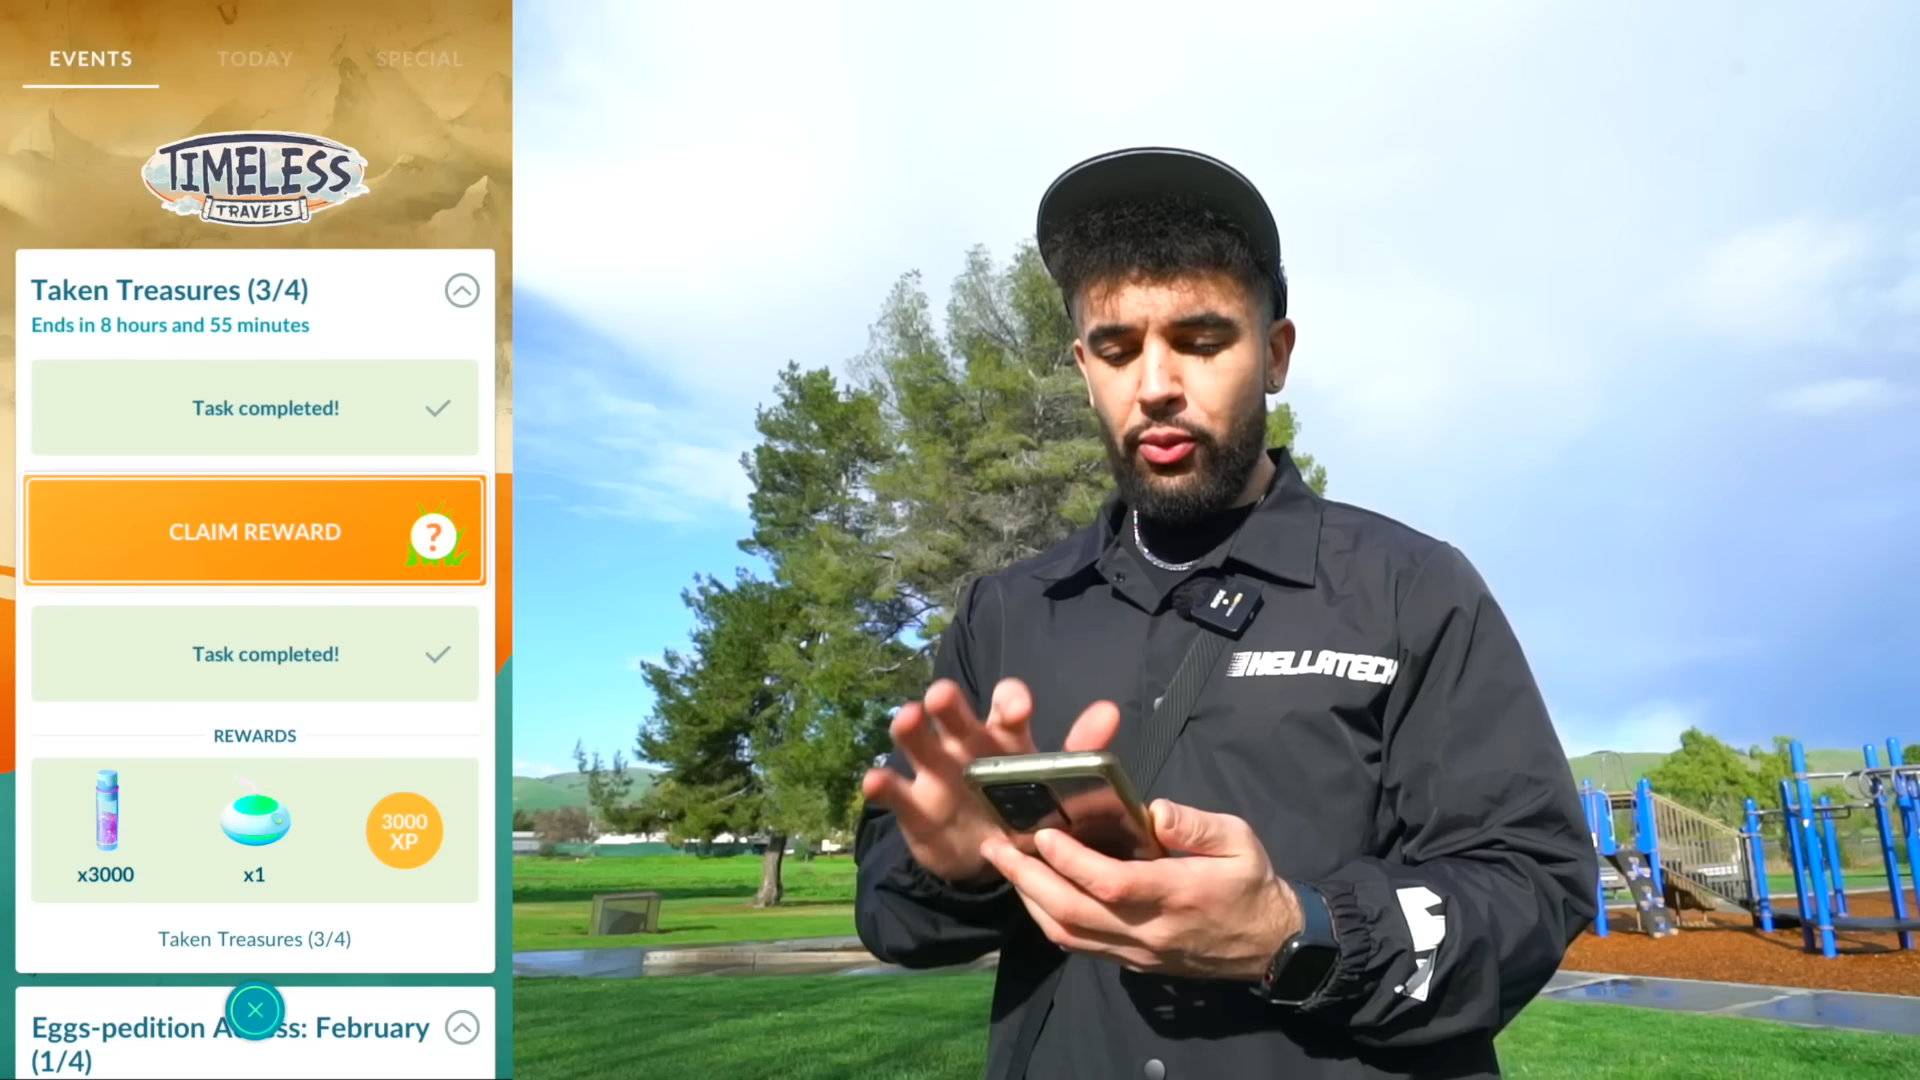 EVENTS
TODAY
SPECIAL
TIMELESS
TRAVELS
Taken Treasures (3/4)
Ends in 8 hours and 55 minutes
Task completed!
CLAIM REWARD
?
Task completed!
REWARDS
3000
XP
x3000
x1
Taken Treasures (3/4)
Eggs-pedition A ss: February
(1/4)
HELLATECH